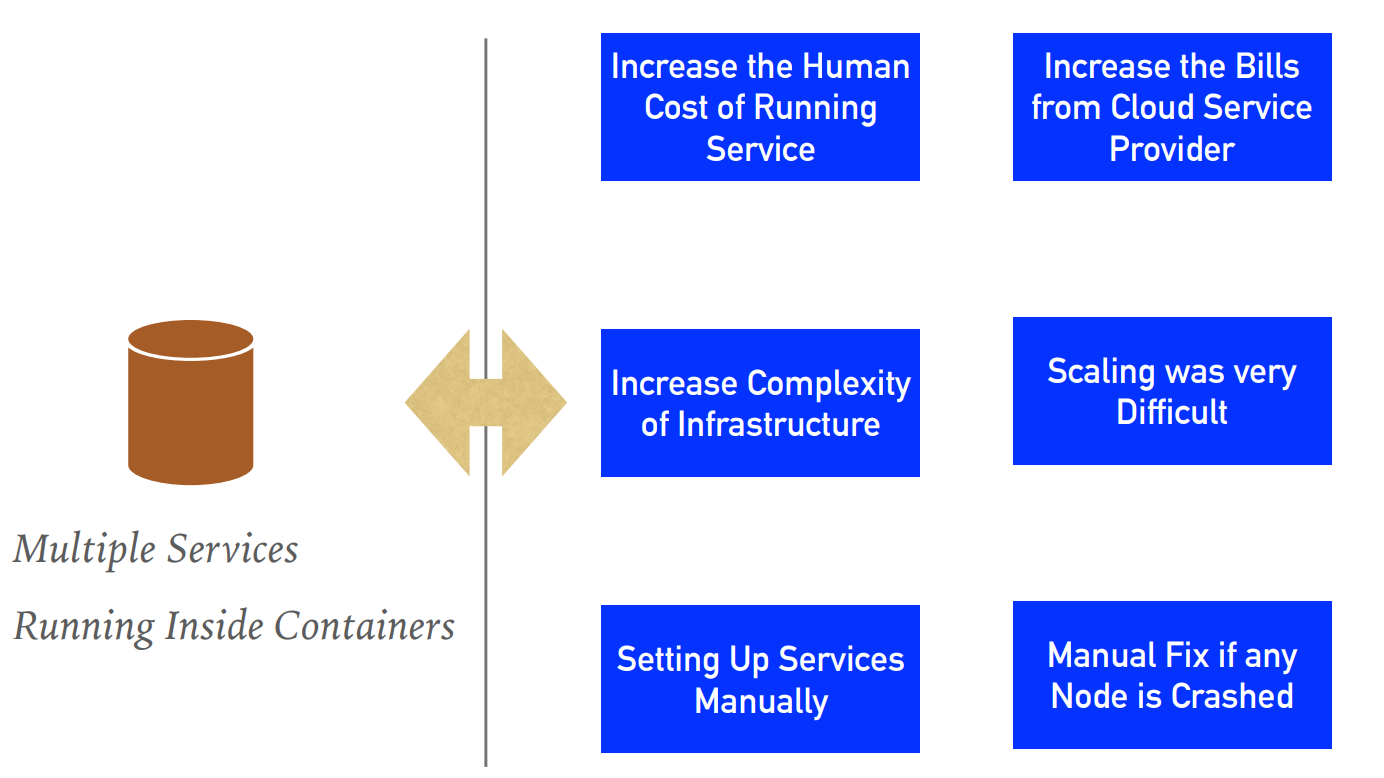 Increase the Human
Cost of Running
Service
Increase the Bills
from Cloud Service
Provider
Increase Complexity
of Infrastructure
Scaling was very
Difficult
Multiple Services
Running Inside Containers
Setting Up Services
Manually
Manual Fix if any
Node is Crashed